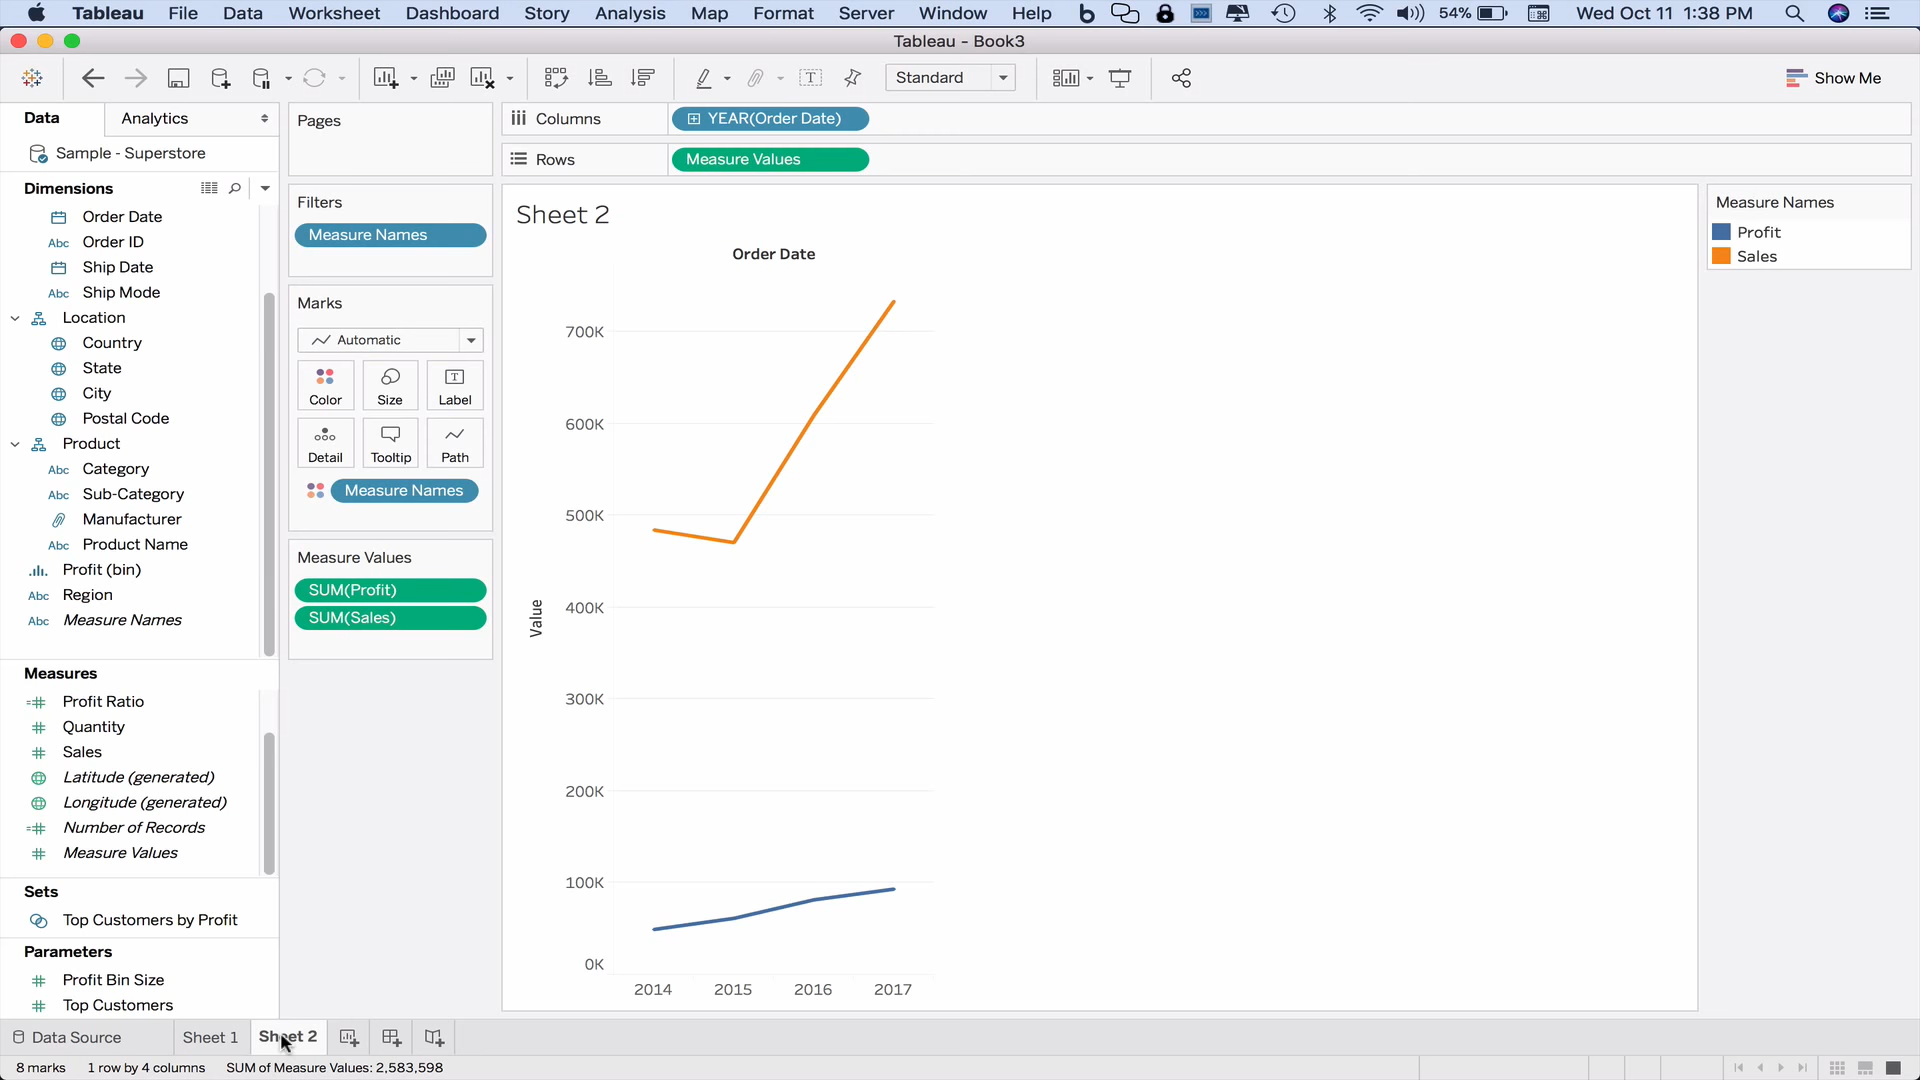 Tableau File Data Worksheet Dashboard Story Analysis Map Format Server Window Help 54% Wed Oct 11 1:38 PM
Tableau - Book3
Standard
Show Me
Data
Analytics
Sample - Superstore
Dimensions
Order Date
Abc Order ID
Ship Date
Abc Ship Mode
Location
Country
State
City
Postal Code
Product
Abc Category
Abc Sub-Category
Manufacturer
Abc Product Name
Profit (bin)
Abc Region
Abc Measure Names
Measures
Profit Ratio
Quantity
Sales
Latitude (generated)
Longitude (generated)
Number of Records
Measure Values
Sets
Top Customers by Profit
Parameters
Profit Bin Size
Top Customers
Pages
Filters
Measure Names
Marks
Automatic
Color
Size
Label
Detail
Tooltip
Path
Measure Names
Measure Values
SUM(Profit)
SUM(Sales)
Columns
YEAR(Order Date)
Rows
Measure Values
Sheet 2
Order Date
700K
600K
500K
400K
300K
200K
100K
0K
Value
2014 2015 2016 2017
Measure Names
Profit
Sales
Data Source
Sheet 1
Sheet 2
8 marks 1 row by 4 columns SUM of Measure Values: 2,583,598